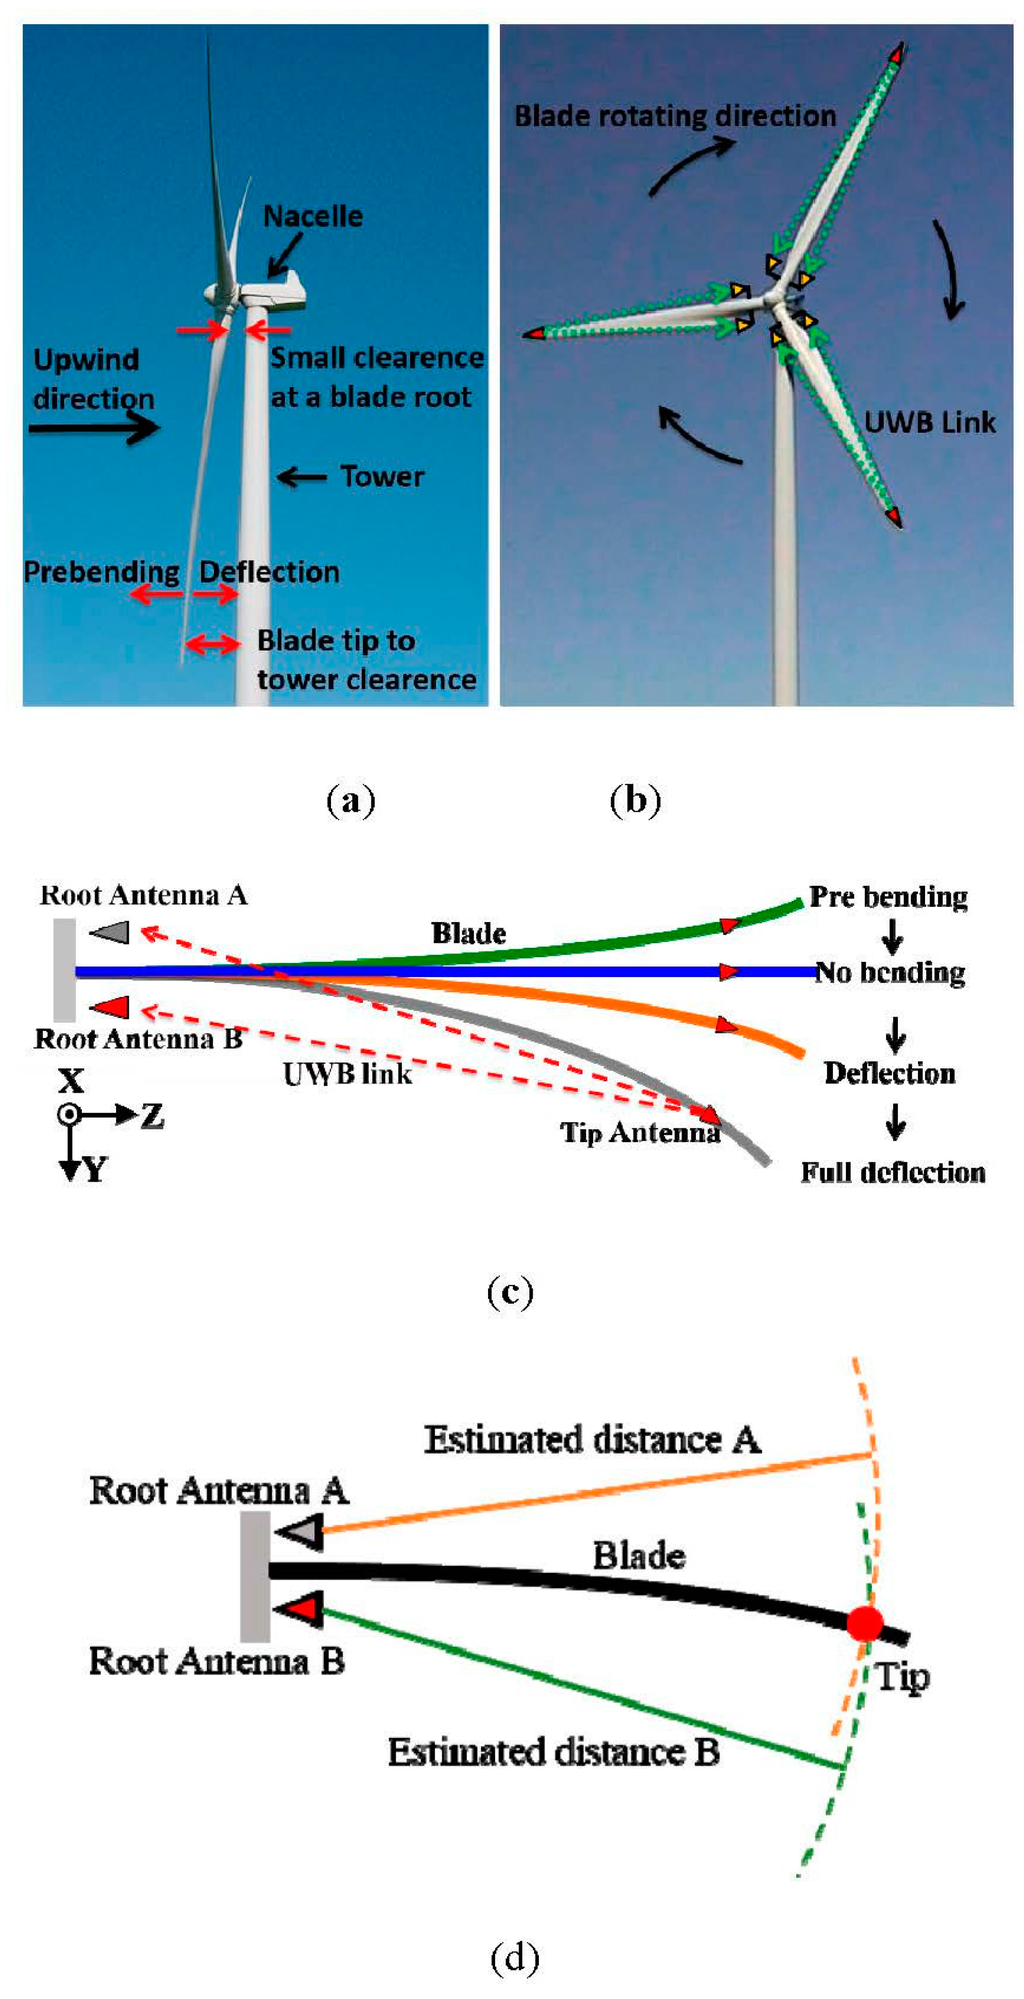 Nacelle
Upwind
direction
Small clearence
at a blade root
Tower
Prebending
Deflection
Blade tip to
tower clearence
Blade rotating direction
UWB Link
(a)
(b)
Root Antenna A
Blade
Pre bending
No bending
Root Antenna B
UWB link
Deflection
X
Z
Y
Tip Antenna
Full deflection
(c)
Estimated distance A
Root Antenna A
Blade
Root Antenna B
Tip
Estimated distance B
(d)